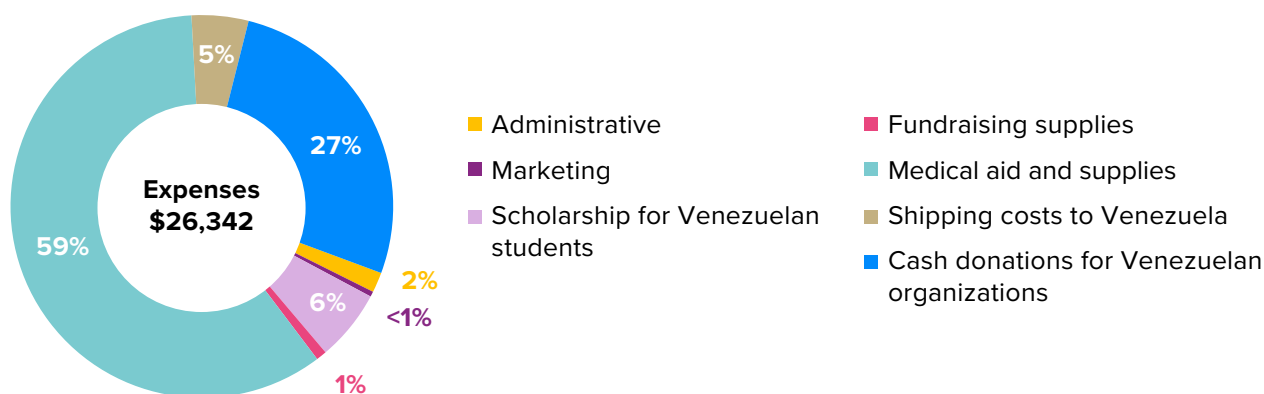 5%
27%
Expenses
$26,342
59%
2%
6%
<1%
1%
Administrative
Marketing
Scholarship for Venezuelan
students
Fundraising supplies
Medical aid and supplies
Shipping costs to Venezuela
Cash donations for Venezuelan
organizations